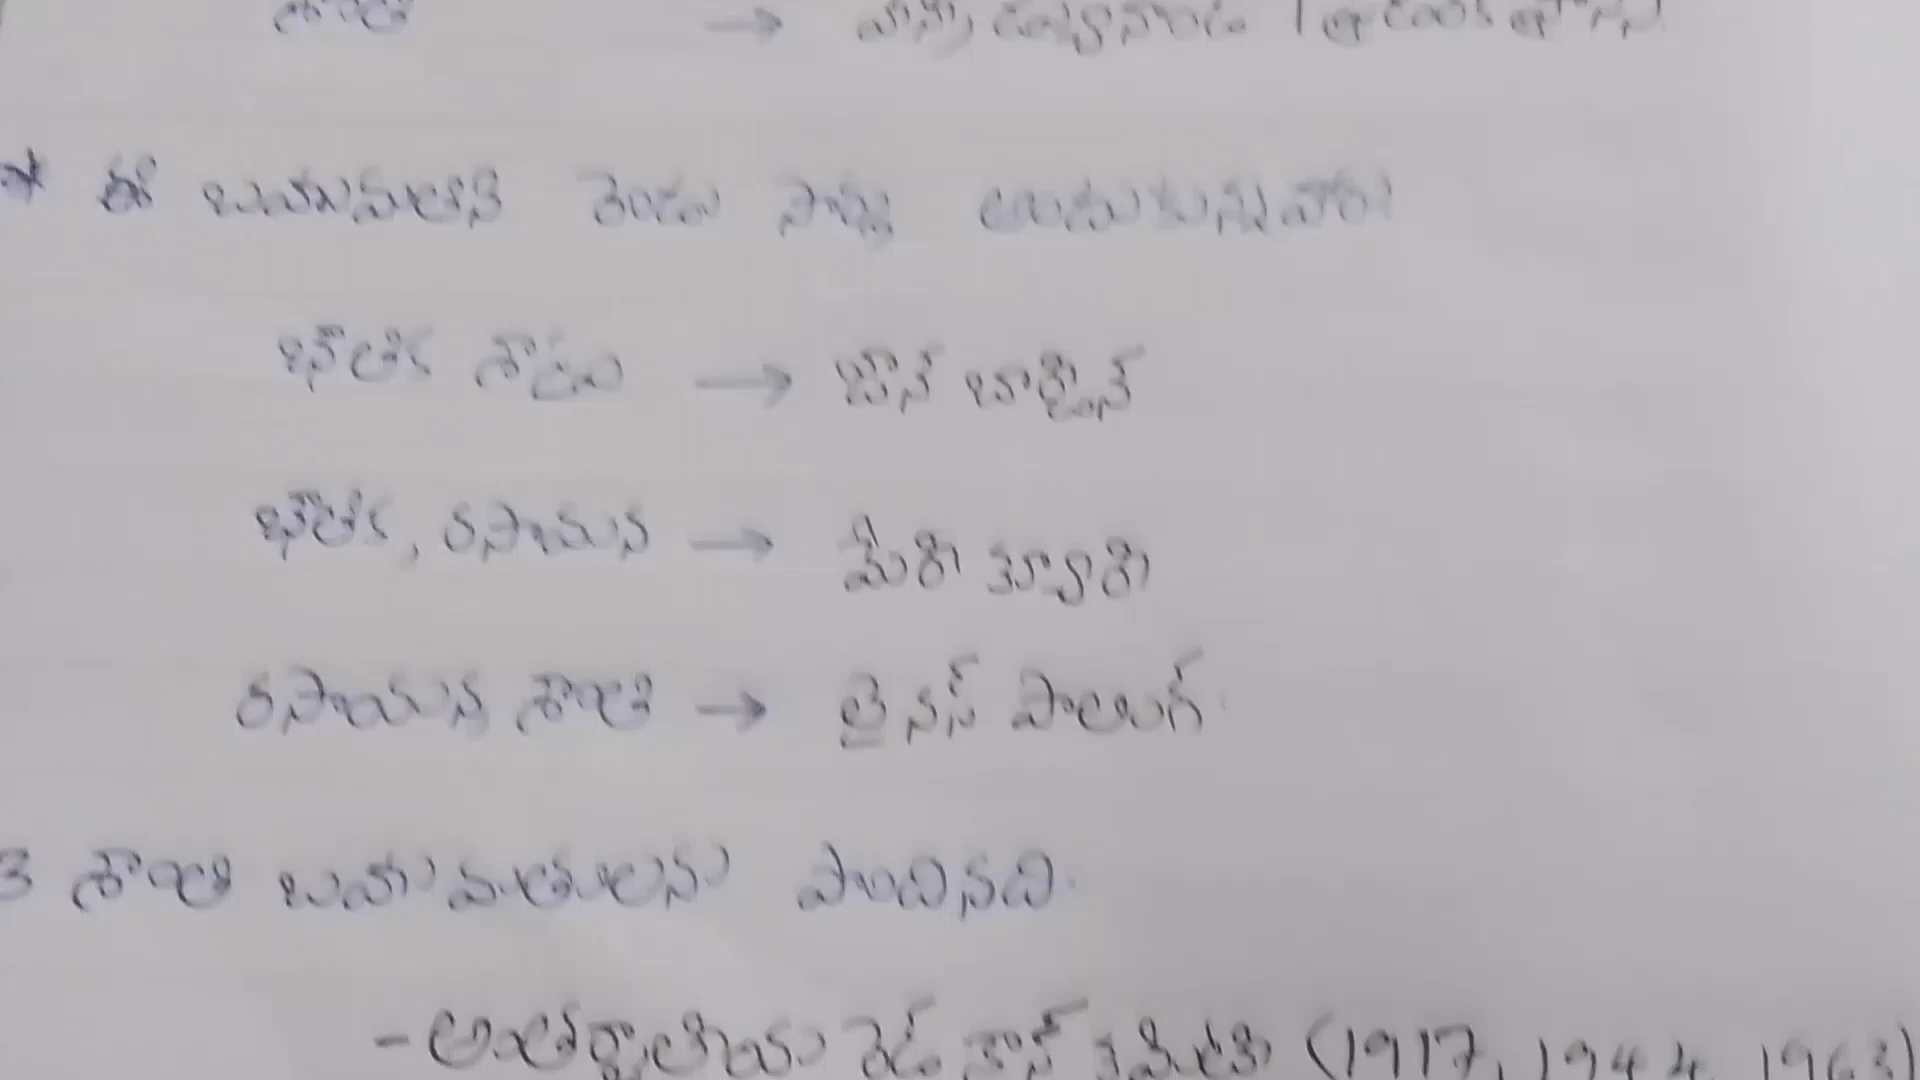 శాంతి →
* ఈ బహుమతిని రెండు సార్లు అందుకున్నవారు
భౌతిక శాస్త్రం → జాన్ బార్డిన్
భౌతిక, రసాయన → మేరీ క్యూరీ
రసాయన, శాంతి → లైనస్ పాలింగ్.
3 శాంతి బహుమతులను పొందినది.
- అంతర్జాతీయ రెడ్ క్రాస్ కమిటీ (1917, 1944, 1963)